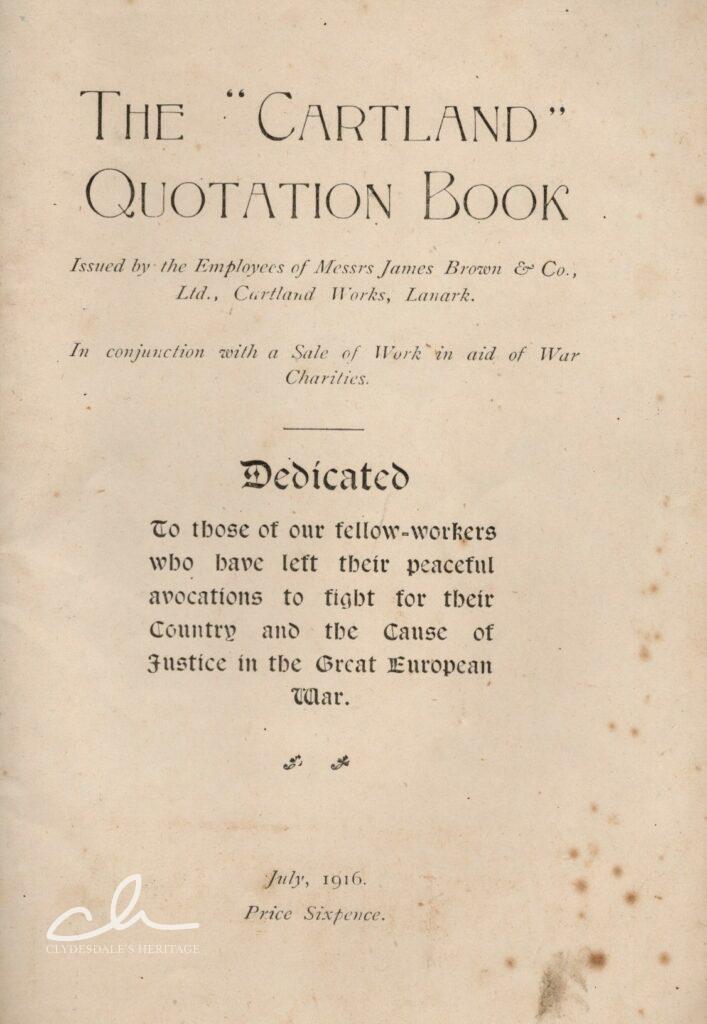 THE "CARTLAND"
QUOTATION BOOK
Issued by the Employees of Messrs James Brown & Co.,
Ltd., Cartland Works, Lanark.
In conjunction with a Sale of Work in aid of War
Charities.
Dedicated
To those of our fellow-workers
who have left their peaceful
avocations to fight for their
Country and the Cause of
Justice in the Great European
War.
July, 1916.
Price Sixpence.
ch
CLYDESDALE'S HERITAGE